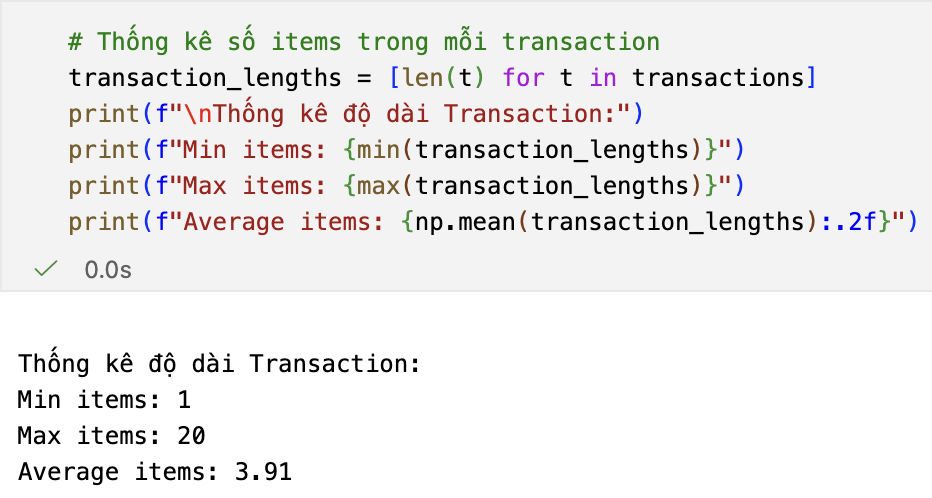 # Thống kê số items trong mỗi transaction
transaction_lengths = [len(t) for t in transactions]
print(f"\nThống kê độ dài Transaction:")
print(f"Min items: {min(transaction_lengths)}")
print(f"Max items: {max(transaction_lengths)}")
print(f"Average items: {np.mean(transaction_lengths):.2f}")
0.0s
Thống kê độ dài Transaction:
Min items: 1
Max items: 20
Average items: 3.91